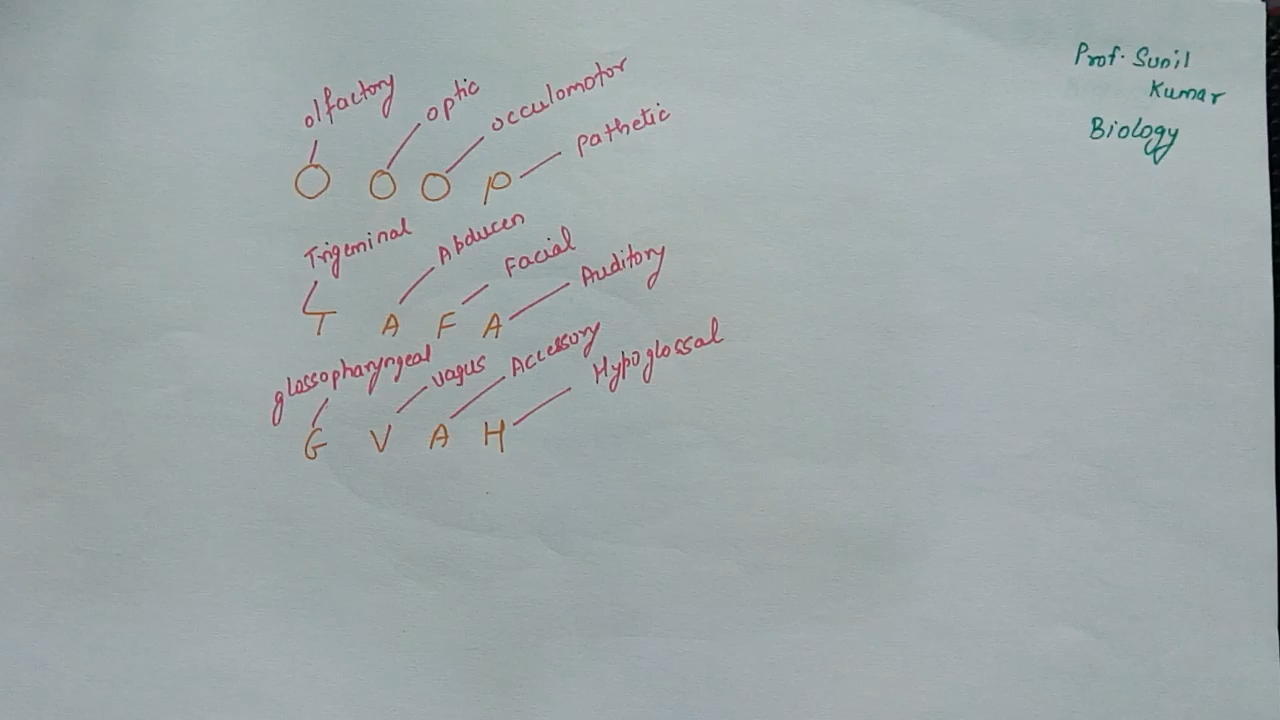 olfactory optic occulomotor pathetic
O O O P
Trigeminal Abducen Facial Auditory
T A F A
glossopharyngeal vagus Accessory Hypoglossal
G V A H
Prof. Sunil
Kumar
Biology